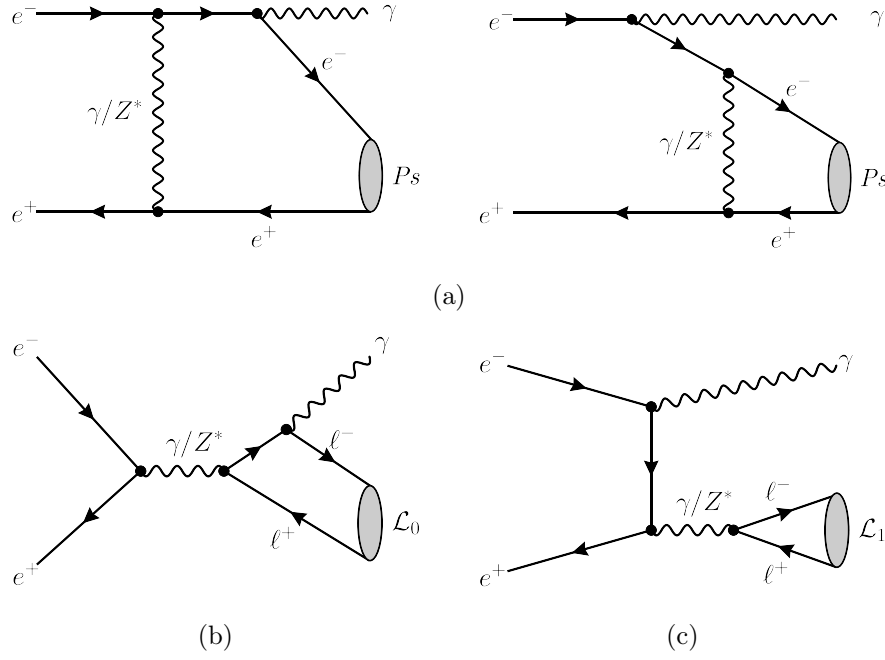 e⁻ γ e⁻ γ
e⁻ e⁻
γ/Z* γ/Z*
Ps Ps
e⁺ e⁺
e⁺ e⁺
(a)
e⁻ γ e⁻ γ
γ/Z* ℓ⁻ γ/Z* ℓ⁻
ℒ₀ ℒ₁
ℓ⁺ ℓ⁺
e⁺ e⁺
(b) (c)